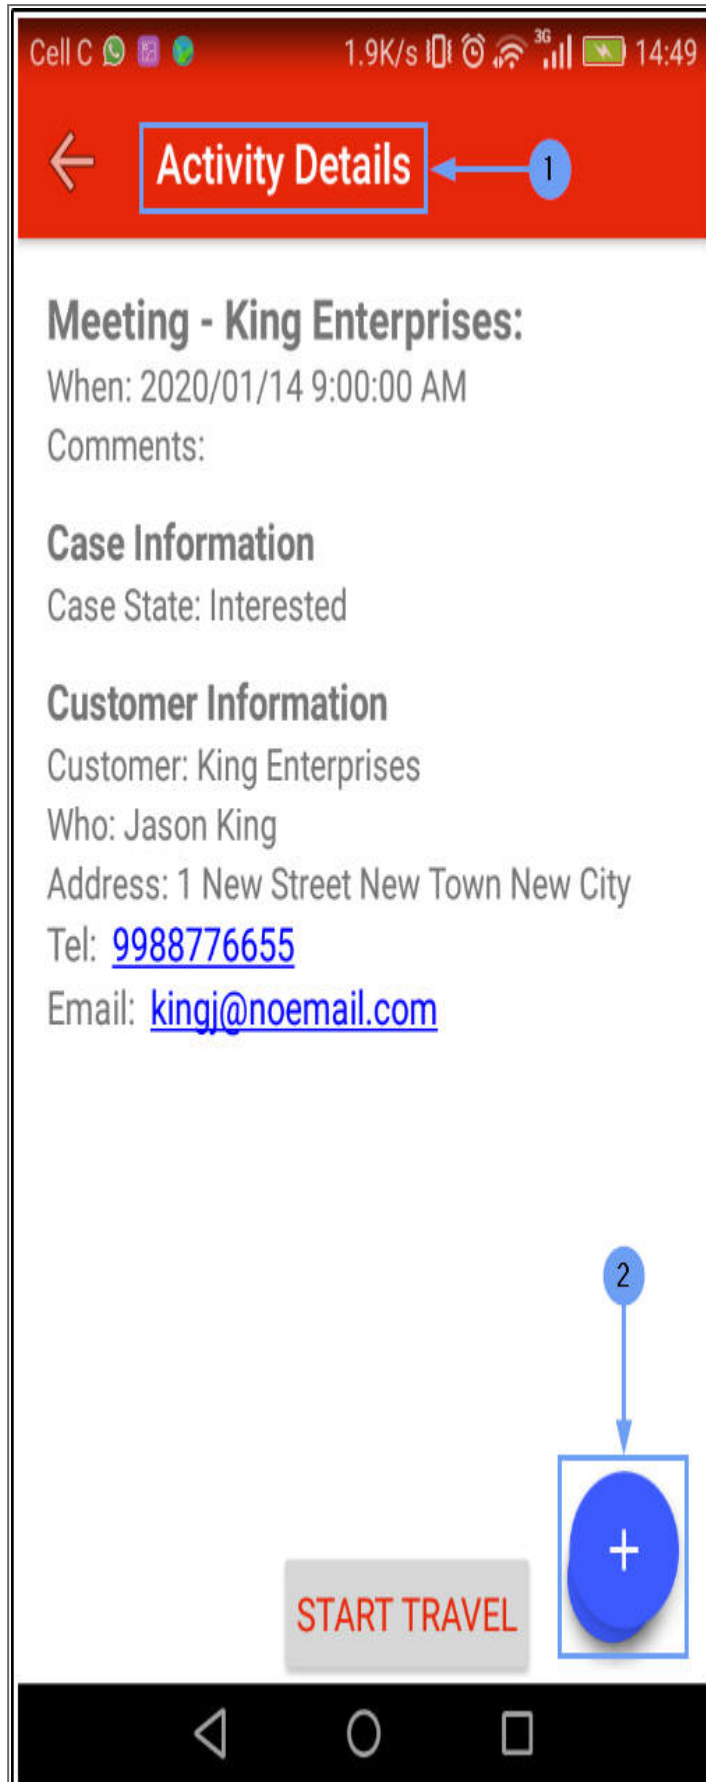 Cell C 1.9K/s 3G 14:49
Activity Details 1
Meeting - King Enterprises:
When: 2020/01/14 9:00:00 AM
Comments:
Case Information
Case State: Interested
Customer Information
Customer: King Enterprises
Who: Jason King
Address: 1 New Street New Town New City
Tel: 9988776655
Email: kingj@noemail.com
2
+
START TRAVEL